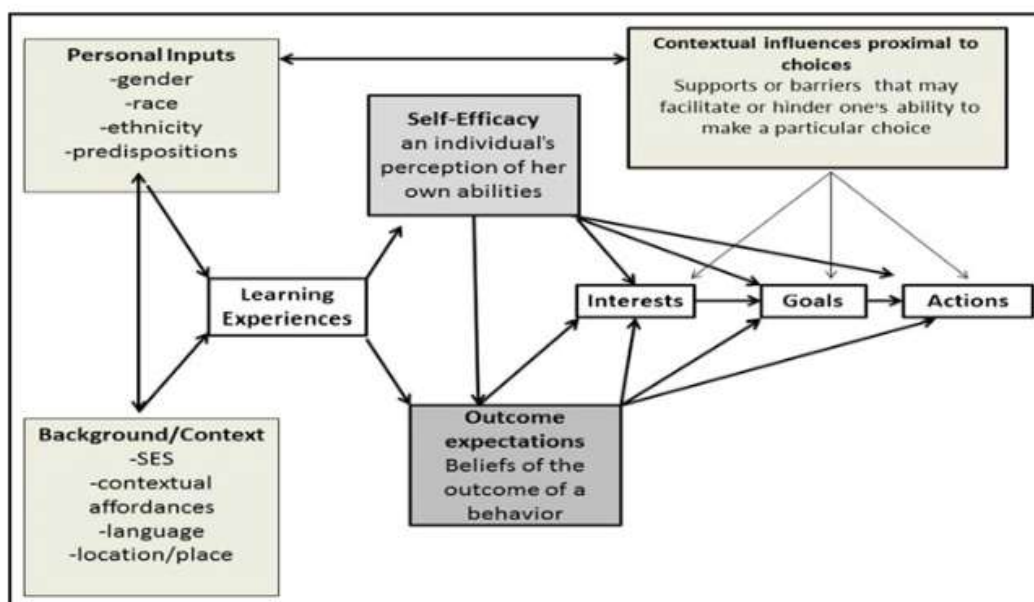 Personal Inputs
-gender
-race
-ethnicity
-predispositions
Contextual influences proximal to
choices
Supports or barriers that may
facilitate or hinder one's ability to
make a particular choice
Self-Efficacy
an individual's
perception of her
own abilities
Learning
Experiences
Interests
Goals
Actions
Background/Context
-SES
-contextual
affordances
-language
-location/place
Outcome
expectations
Beliefs of the
outcome of a
behavior